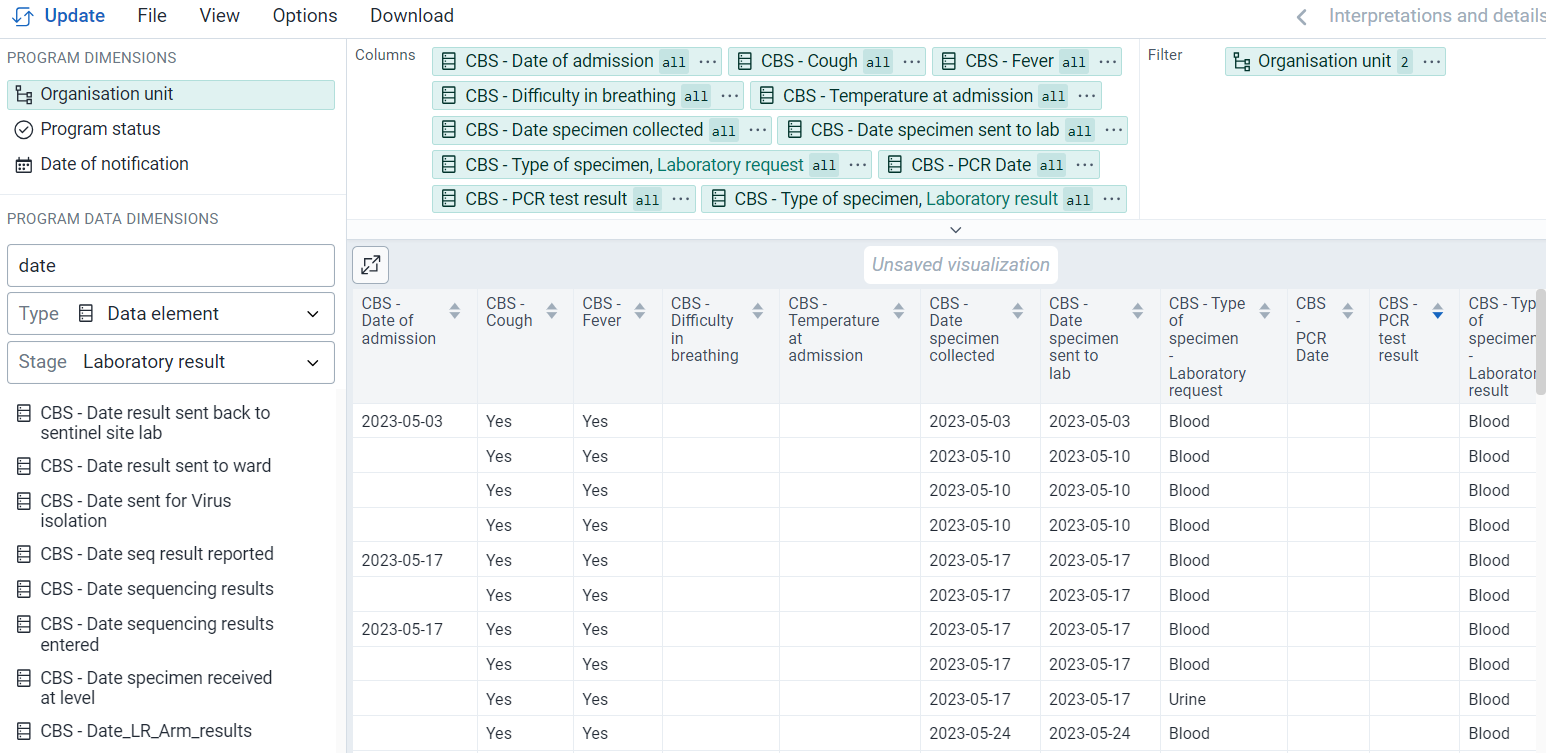 Update File View Options Download Interpretations and details
PROGRAM DIMENSIONS
Organisation unit
Program status
Date of notification
PROGRAM DATA DIMENSIONS
date
Type Data element
Stage Laboratory result
CBS - Date result sent back to
sentinel site lab
CBS - Date result sent to ward
CBS - Date sent for Virus
isolation
CBS - Date seq result reported
CBS - Date sequencing results
CBS - Date sequencing results
entered
CBS - Date specimen received
at level
CBS - Date_LR_Arm_results
Columns
CBS - Date of admission all ··· CBS - Cough all ··· CBS - Fever all ···
CBS - Difficulty in breathing all ··· CBS - Temperature at admission all ···
CBS - Date specimen collected all ··· CBS - Date specimen sent to lab all ···
CBS - Type of specimen, Laboratory request all ··· CBS - PCR Date all ···
CBS - PCR test result all ··· CBS - Type of specimen, Laboratory result all ···
Filter
Organisation unit 2 ···
Unsaved visualization
CBS -
Date of
admission
CBS -
Cough
CBS -
Fever
CBS -
Difficulty
in
breathing
CBS -
Temperature
at
admission
CBS -
Date
specimen
collected
CBS -
Date
specimen
sent to
lab
CBS - Type
of
specimen
-
Laboratory
request
CBS
-
PCR
Date
CBS -
PCR
test
result
CBS - Typ
of
specimen
-
Laborator
result
2023-05-03 Yes Yes 2023-05-03 2023-05-03 Blood Blood
Yes Yes 2023-05-10 2023-05-10 Blood Blood
Yes Yes 2023-05-10 2023-05-10 Blood Blood
Yes Yes 2023-05-10 2023-05-10 Blood Blood
2023-05-17 Yes Yes 2023-05-17 2023-05-17 Blood Blood
Yes Yes 2023-05-17 2023-05-17 Blood Blood
2023-05-17 Yes Yes 2023-05-17 2023-05-17 Blood Blood
Yes Yes 2023-05-17 2023-05-17 Blood Blood
Yes Yes 2023-05-17 2023-05-17 Urine Blood
Yes Yes 2023-05-24 2023-05-24 Blood Blood